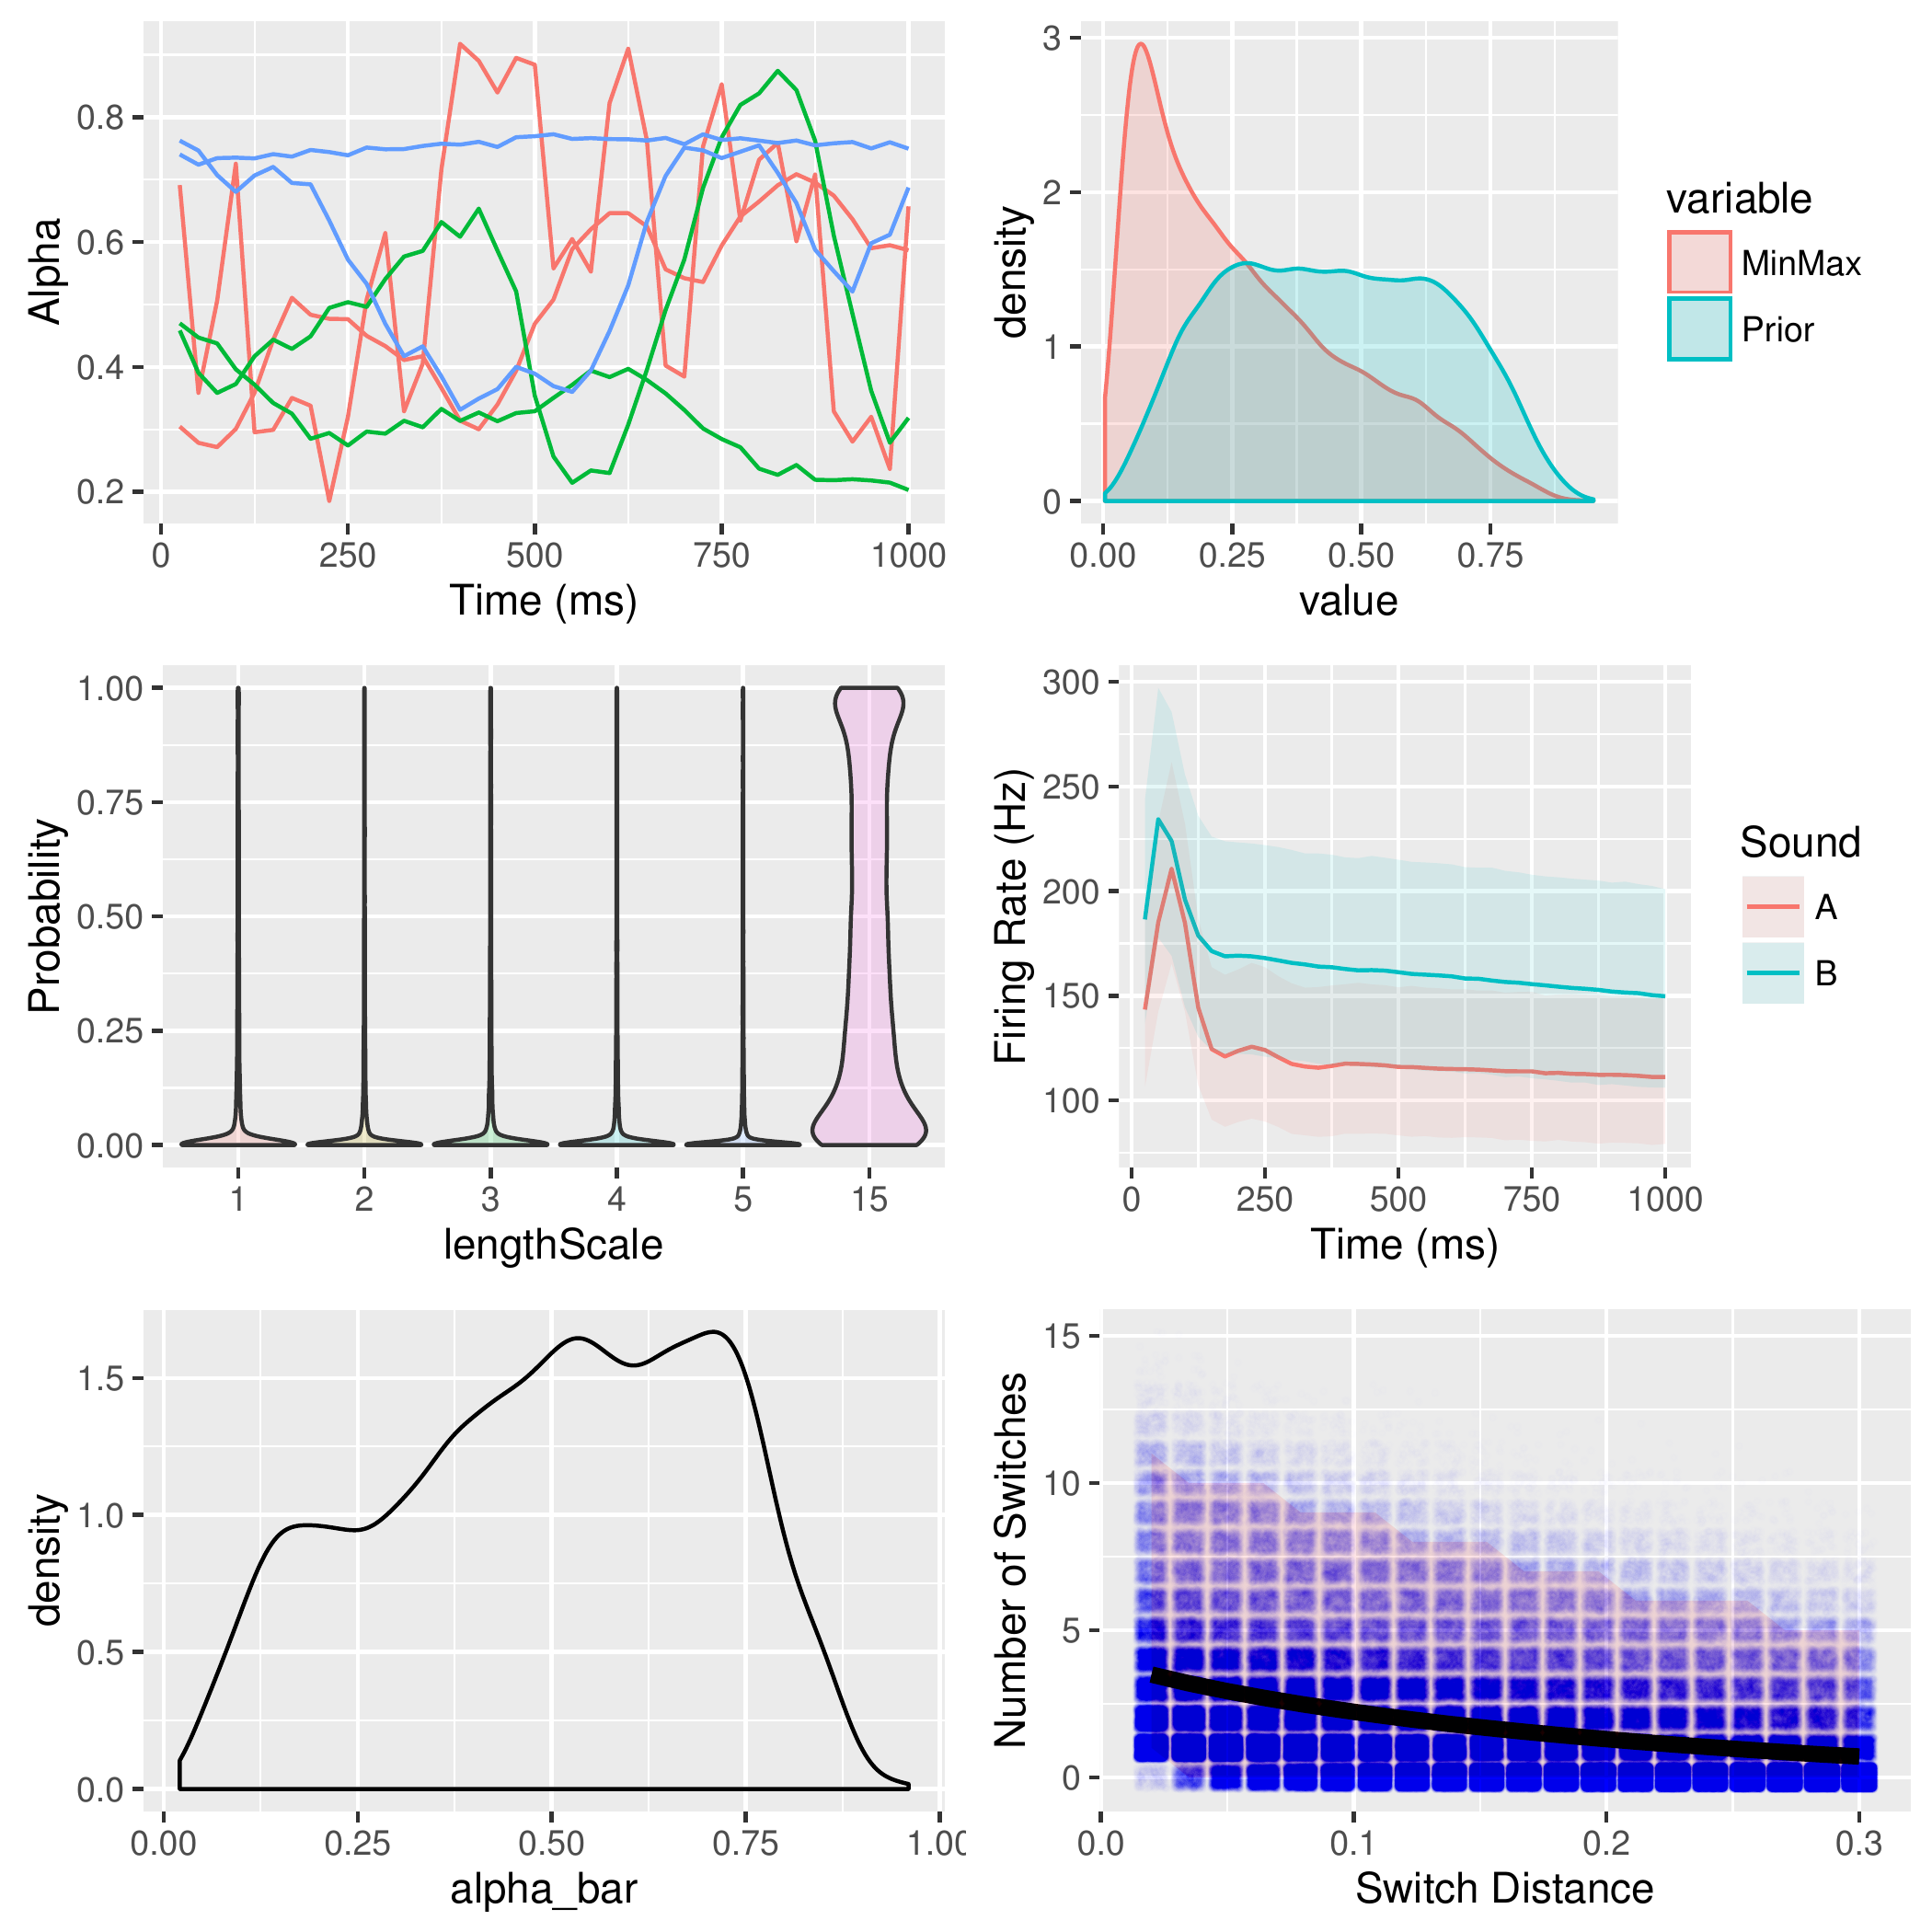 Alpha
0.8
0.6
0.4
0.2
0 250 500 750 1000
Time (ms)
density
3
2
1
0
0.00 0.25 0.50 0.75
value
variable
MinMax
Prior
Probability
1.00
0.75
0.50
0.25
0.00
1 2 3 4 5 15
lengthScale
Firing Rate (Hz)
300
250
200
150
100
0 250 500 750 1000
Time (ms)
Sound
A
B
density
1.5
1.0
0.5
0.0
0.00 0.25 0.50 0.75 1.00
alpha_bar
Number of Switches
15
10
5
0
0.0 0.1 0.2 0.3
Switch Distance